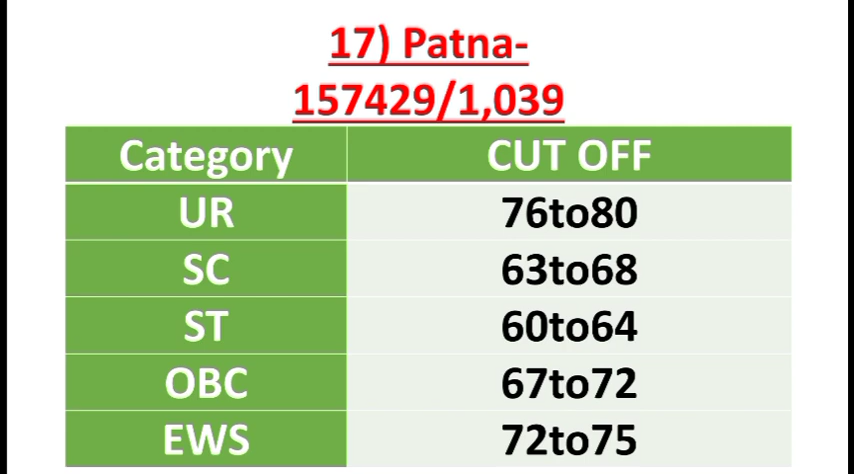 17) Patna-
157429/1,039
Category CUT OFF
UR 76to80
SC 63to68
ST 60to64
OBC 67to72
EWS 72to75